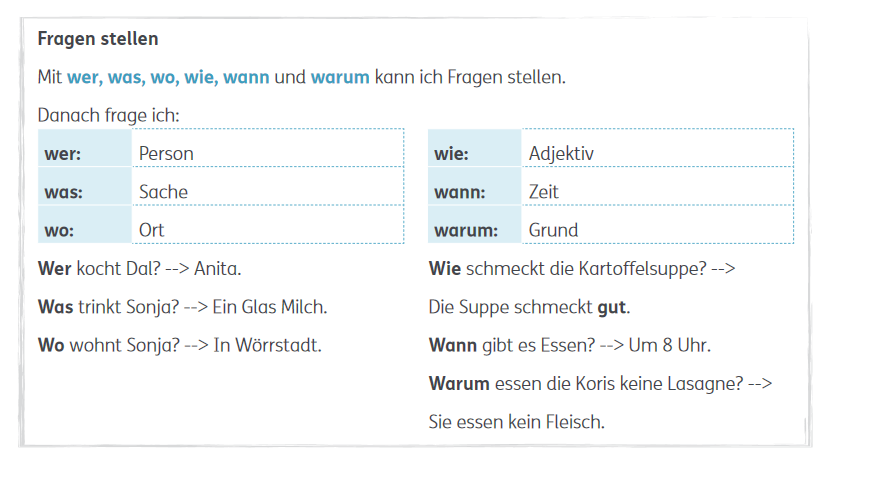 Fragen stellen
Mit wer, was, wo, wie, wann und warum kann ich Fragen stellen.
Danach frage ich:
wer: Person
was: Sache
wo: Ort
Wer kocht Dal? --> Anita.
Was trinkt Sonja? --> Ein Glas Milch.
Wo wohnt Sonja? --> In Wörrstadt.
wie: Adjektiv
wann: Zeit
warum: Grund
Wie schmeckt die Kartoffelsuppe? -->
Die Suppe schmeckt gut.
Wann gibt es Essen? --> Um 8 Uhr.
Warum essen die Koris keine Lasagne? -->
Sie essen kein Fleisch.